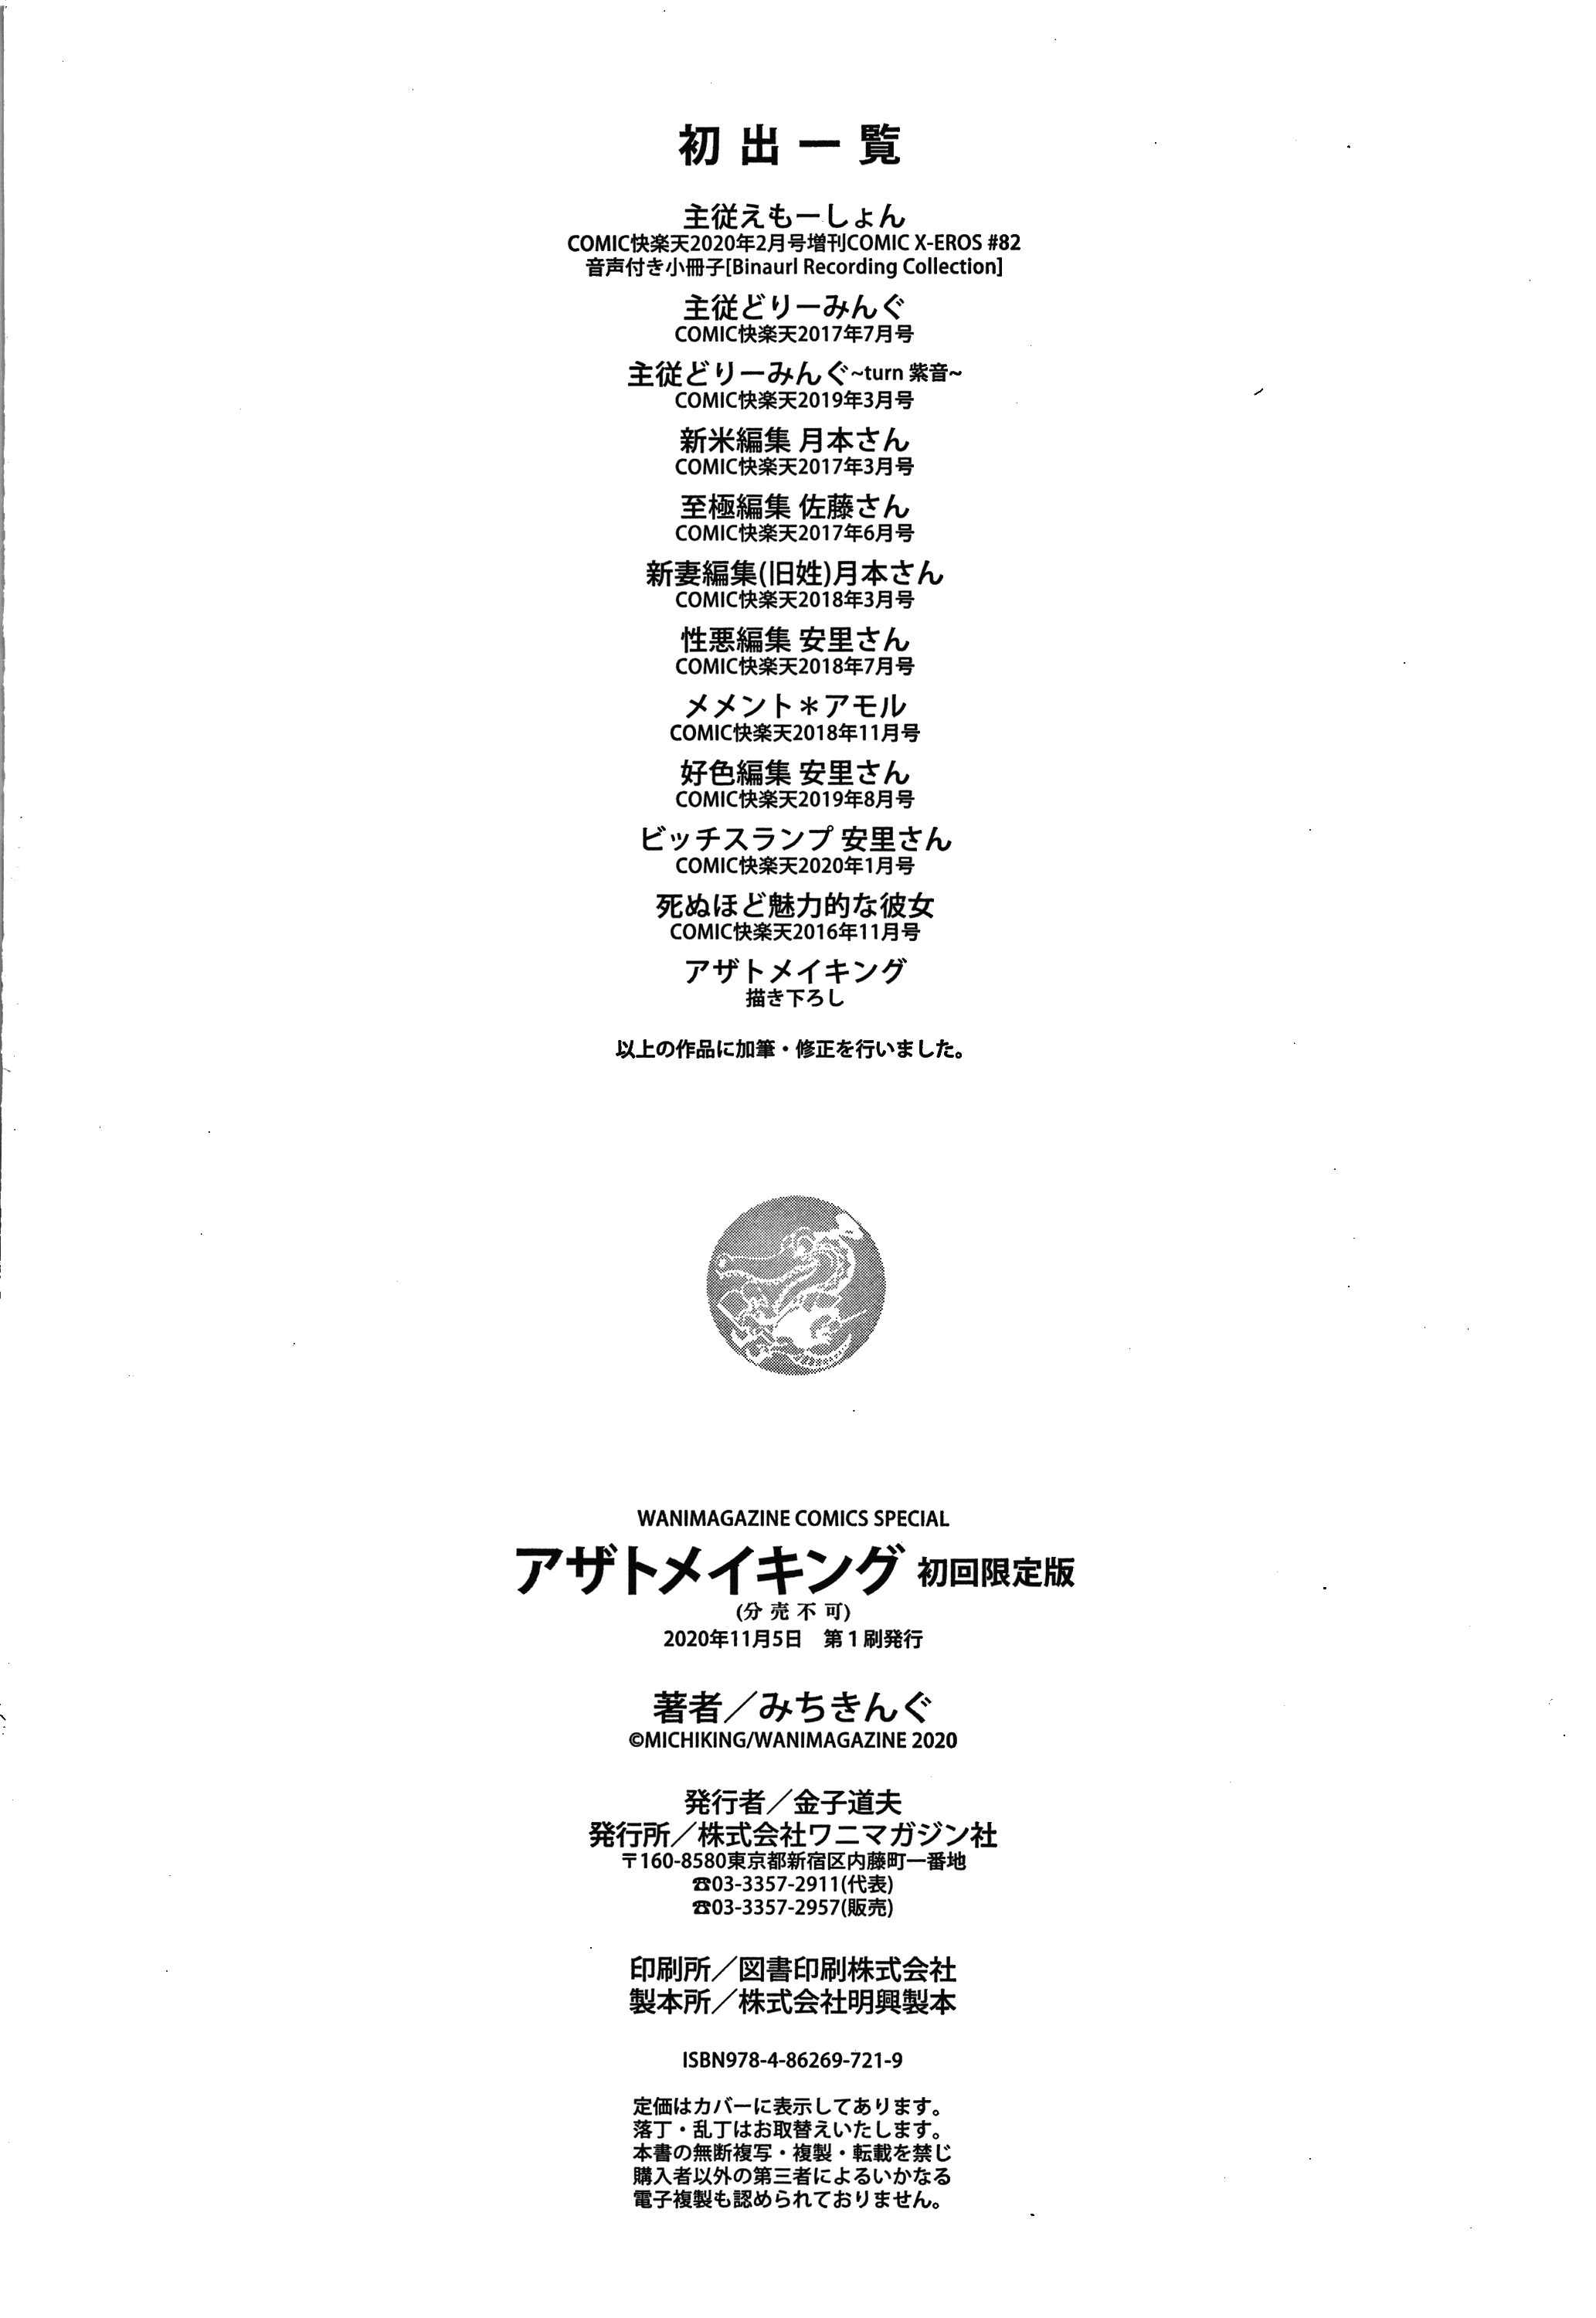 初出一覧
主従えもーしょん
COMIC快楽天2020年2月号増刊COMIC X-EROS #82
音声付き小冊子[Binaurl Recording Collection]
主従どりーみんぐ
COMIC快楽天2017年7月号
主従どりーみんぐ~turn 紫音~
COMIC快楽天2019年3月号
新米編集 月本さん
COMIC快楽天2017年3月号
至極編集 佐藤さん
COMIC快楽天2017年6月号
新妻編集(旧姓)月本さん
COMIC快楽天2018年3月号
性悪編集 安里さん
COMIC快楽天2018年7月号
メメント＊アモル
COMIC快楽天2018年11月号
好色編集 安里さん
COMIC快楽天2019年8月号
ビッチスランプ 安里さん
COMIC快楽天2020年1月号
死ぬほど魅力的な彼女
COMIC快楽天2016年11月号
アザトメイキング
描き下ろし
以上の作品に加筆・修正を行いました。
WANIMAGAZINE COMICS SPECIAL
アザトメイキング 初回限定版
(分売不可)
2020年11月5日　第1刷発行
著者／みちきんぐ
©MICHIKING/WANIMAGAZINE 2020
発行者／金子道夫
発行所／株式会社ワニマガジン社
〒160-8580東京都新宿区内藤町一番地
☎03-3357-2911(代表)
☎03-3357-2957(販売)
印刷所／図書印刷株式会社
製本所／株式会社明興製本
ISBN978-4-86269-721-9
定価はカバーに表示してあります。
落丁・乱丁はお取替えいたします。
本書の無断複写・複製・転載を禁じ
購入者以外の第三者によるいかなる
電子複製も認められておりません。